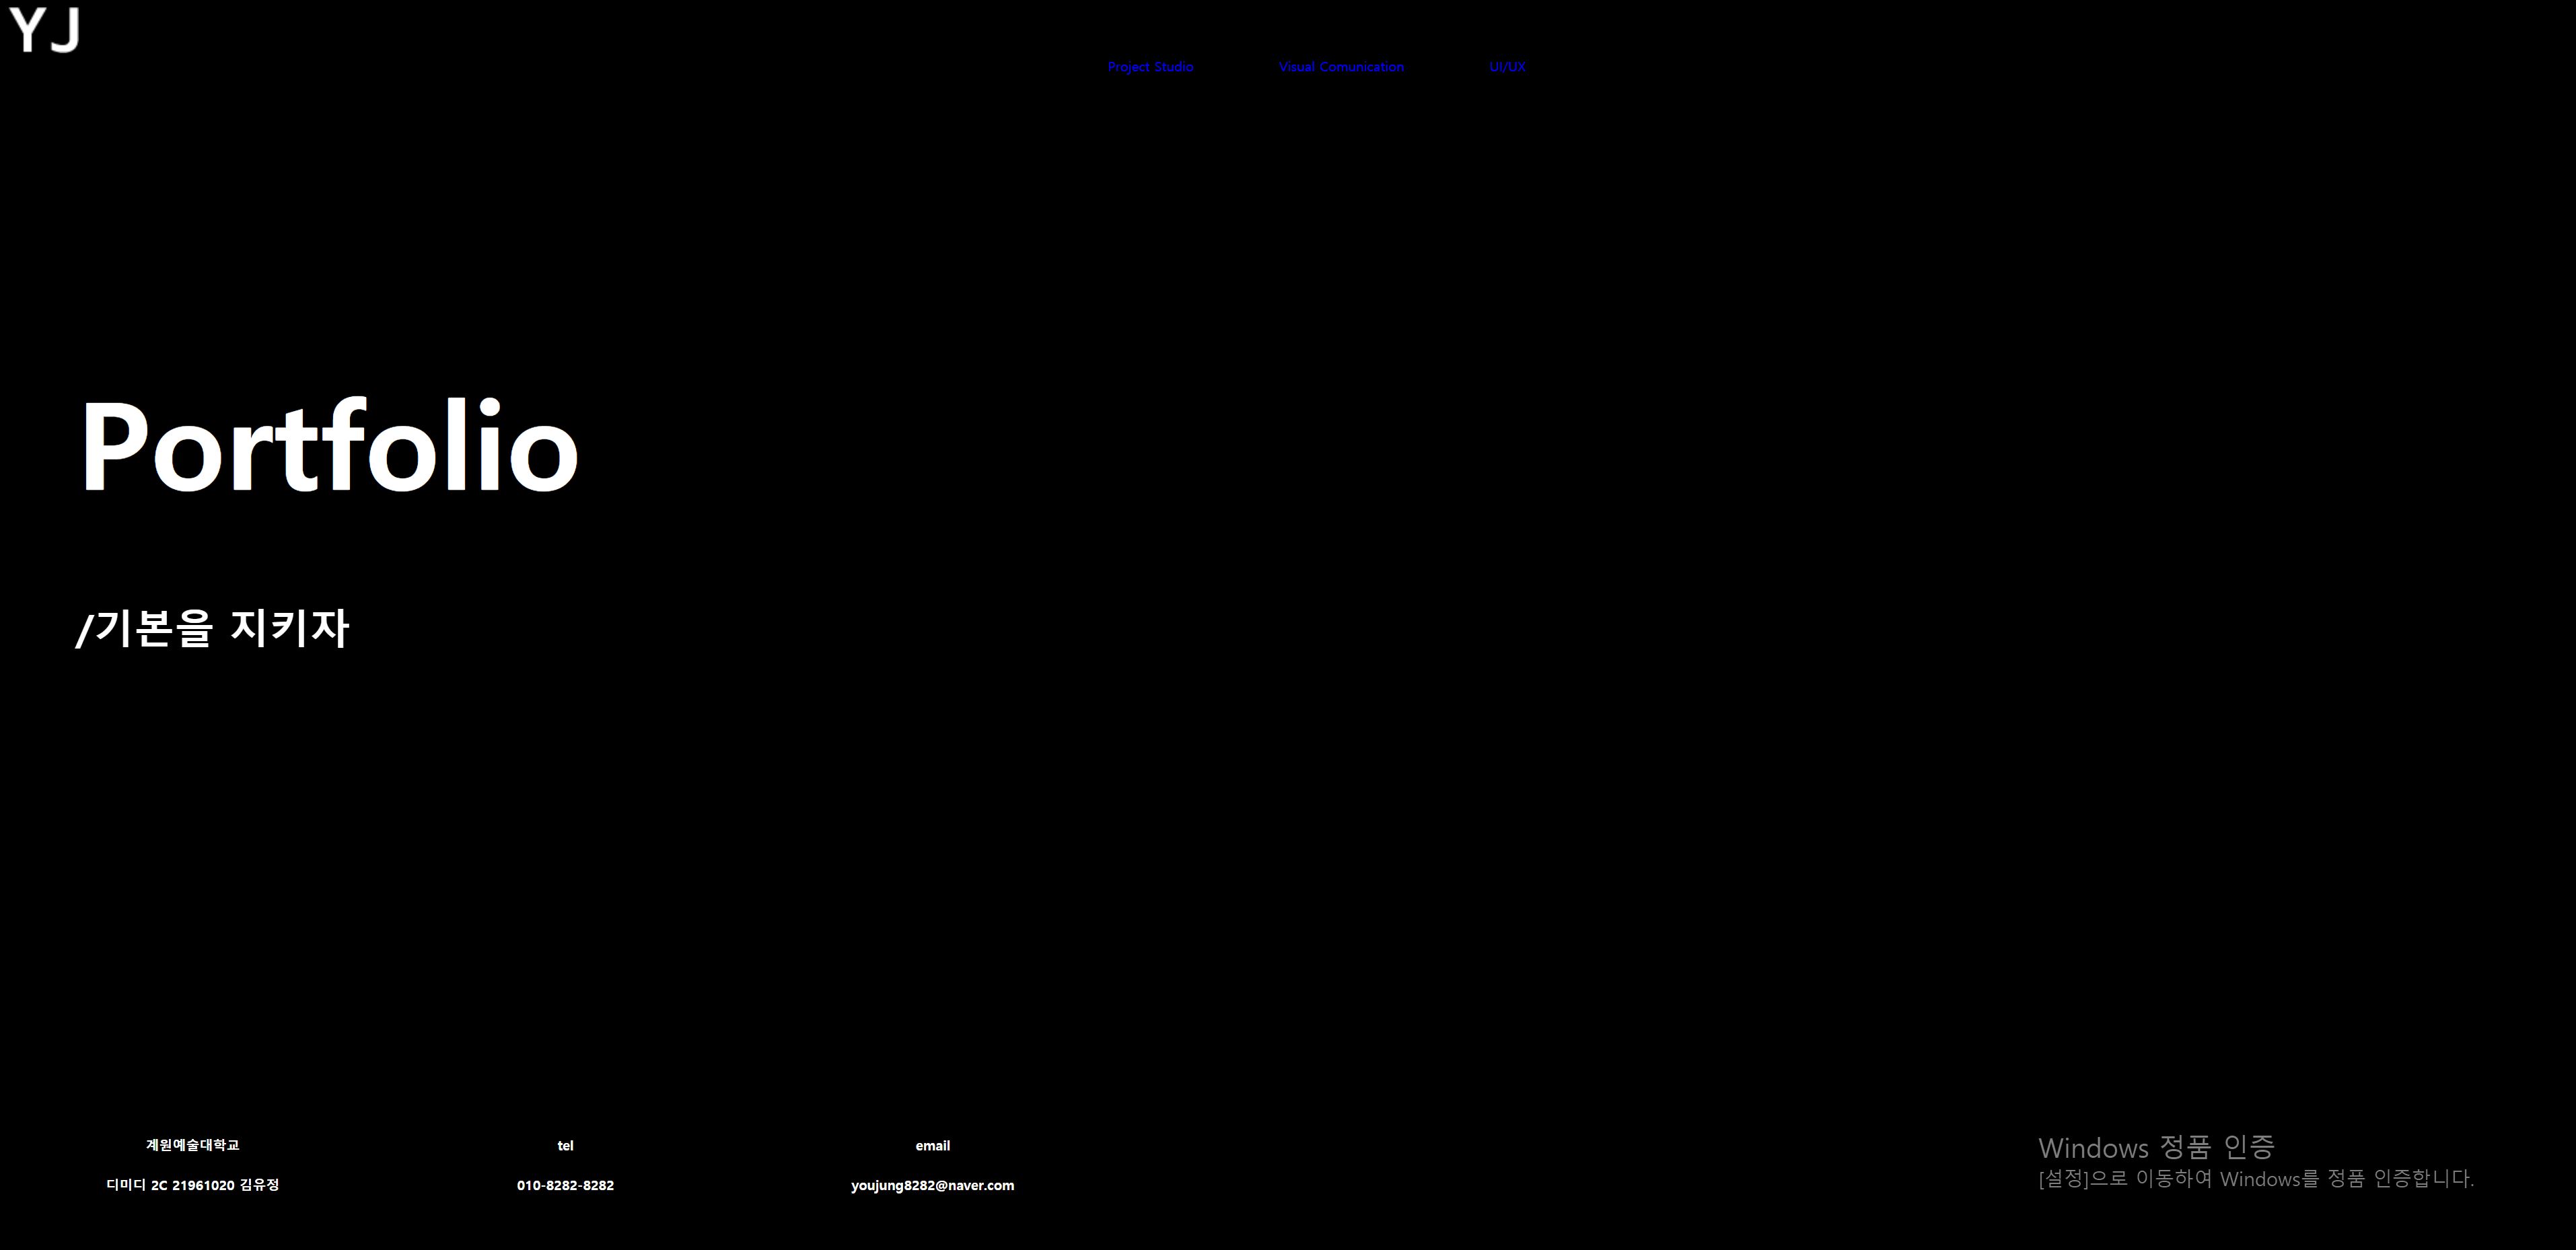 YJ
Project Studio Visual Comunication UI/UX
Portfolio
/기본을 지키자
계원예술대학교 tel email
디미디 2C 21961020 김유정 010-8282-8282 youjung8282@naver.com
Windows 정품 인증
[설정]으로 이동하여 Windows를 정품 인증합니다.